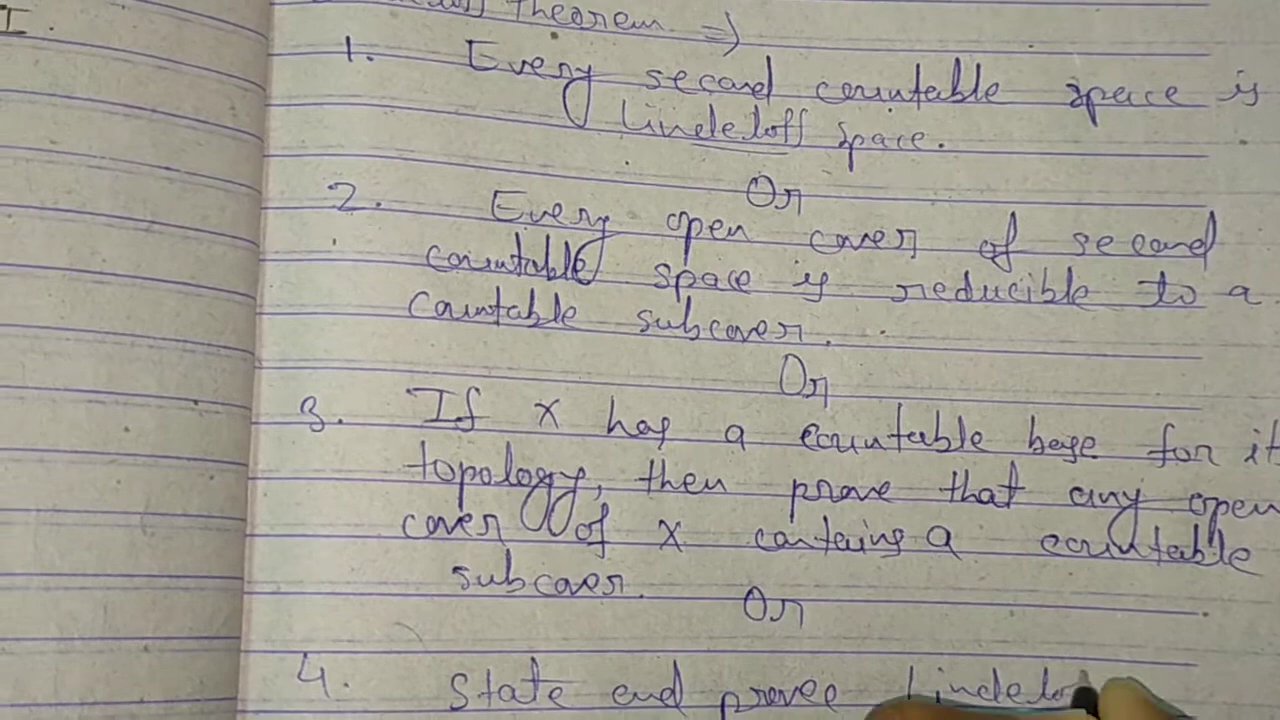 I.
Theorem ⇒
1. Every second countable space is
Lindeloff space.
Or
2. Every open cover of second
countable space is reducible to a
Countable subcover.
Or
3. If X has a countable base for it
topology, then prove that any open
cover of X containg a countable
subcover.
Or
4. State and prove Lindelo